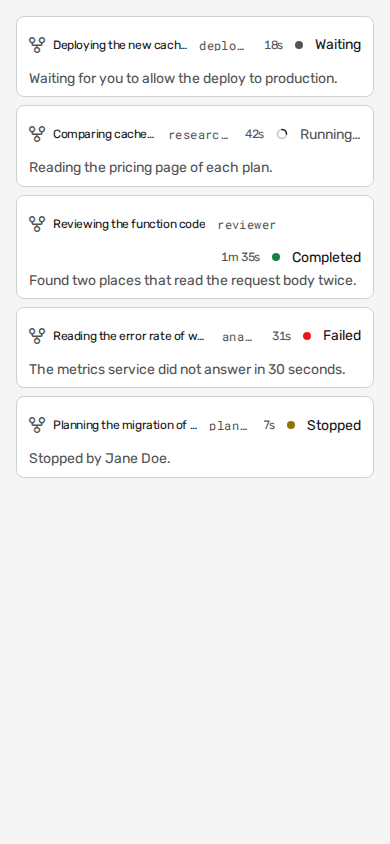 Deploying the new cach… deplo… 18s Waiting
Waiting for you to allow the deploy to production.
Comparing cache… researc… 42s Running…
Reading the pricing page of each plan.
Reviewing the function code reviewer
1m 35s Completed
Found two places that read the request body twice.
Reading the error rate of w… ana… 31s Failed
The metrics service did not answer in 30 seconds.
Planning the migration of … plan… 7s Stopped
Stopped by Jane Doe.